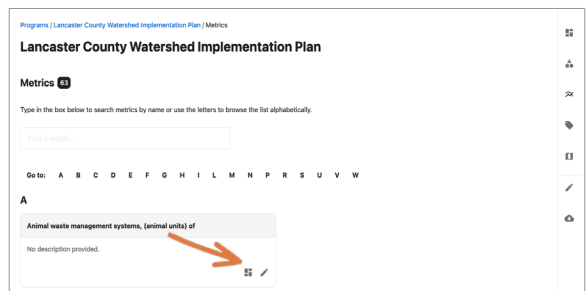 Programs / Lancaster County Watershed Implementation Plan / Metrics
Lancaster County Watershed Implementation Plan
Metrics 63
Type in the box below to search metrics by name or use the letters to browse the list alphabetically.
Find a metric...
Go to: A B C D E F G H I L M N P R S U V W
A
Animal waste management systems, (animal units) of
No description provided.